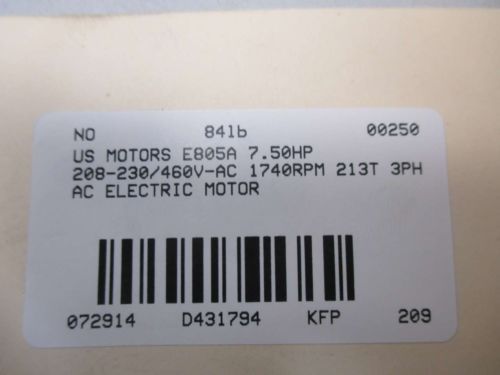 NO 84lb 00250
US MOTORS E805A 7.50HP
208-230/460V-AC 1740RPM 213T 3PH
AC ELECTRIC MOTOR
072914 D431794 KFP 209